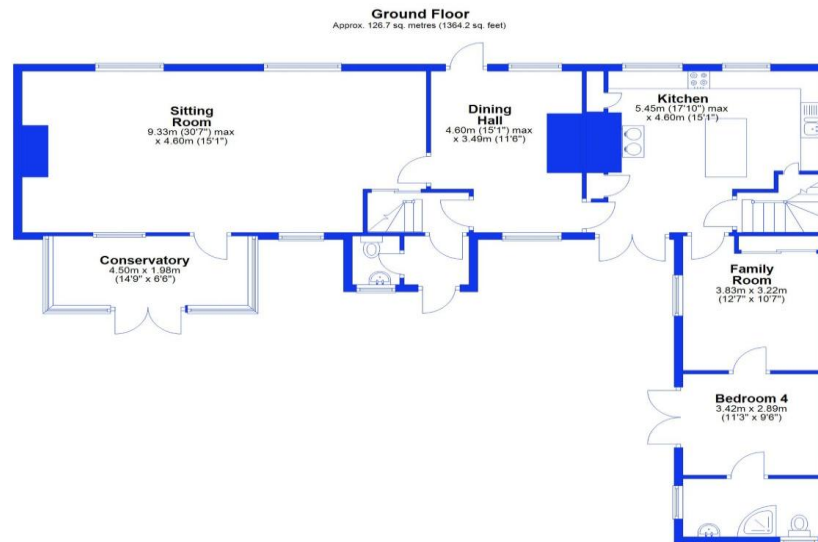 Ground Floor
Approx. 126.7 sq. metres (1364.2 sq. feet)
Sitting
Room
9.33m (30'7") max
x 4.60m (15'1")
Dining
Hall
4.60m (15'1") max
x 3.49m (11'6")
Kitchen
5.45m (17'10") max
x 4.60m (15'1")
Conservatory
4.50m x 1.98m
(14'9" x 6'6")
Family
Room
3.83m x 3.22m
(12'7" x 10'7")
Bedroom 4
3.42m x 2.89m
(11'3" x 9'6")